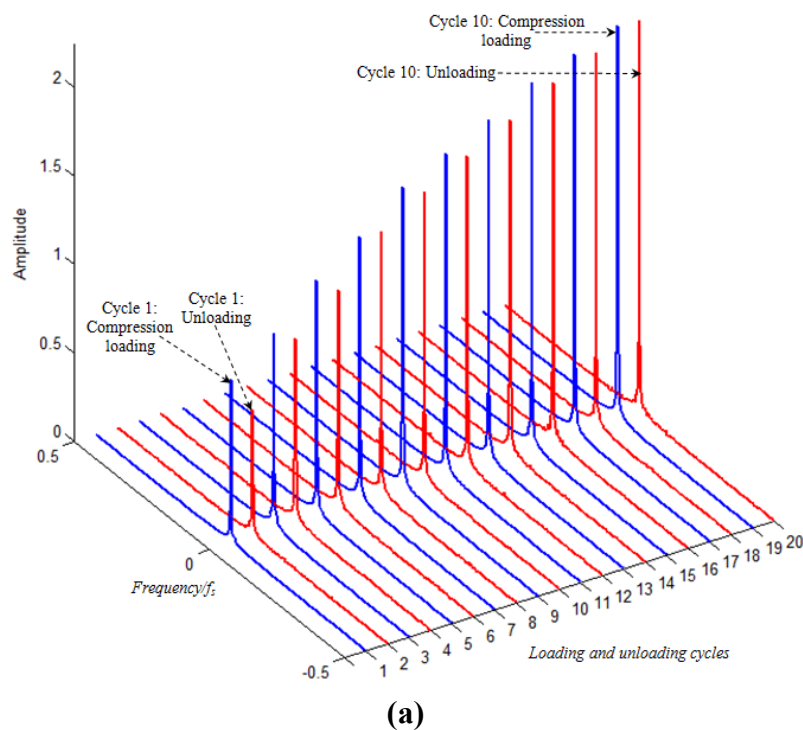 Cycle 10: Compression
loading
Cycle 10: Unloading
2
1.5
1
0.5
0
Amplitude
Cycle 1:
Compression
loading
Cycle 1:
Unloading
0.5
0
-0.5
Frequency/fs
1 2 3 4 5 6 7 8 9 10 11 12 13 14 15 16 17 18 19 20
Loading and unloading cycles
(a)